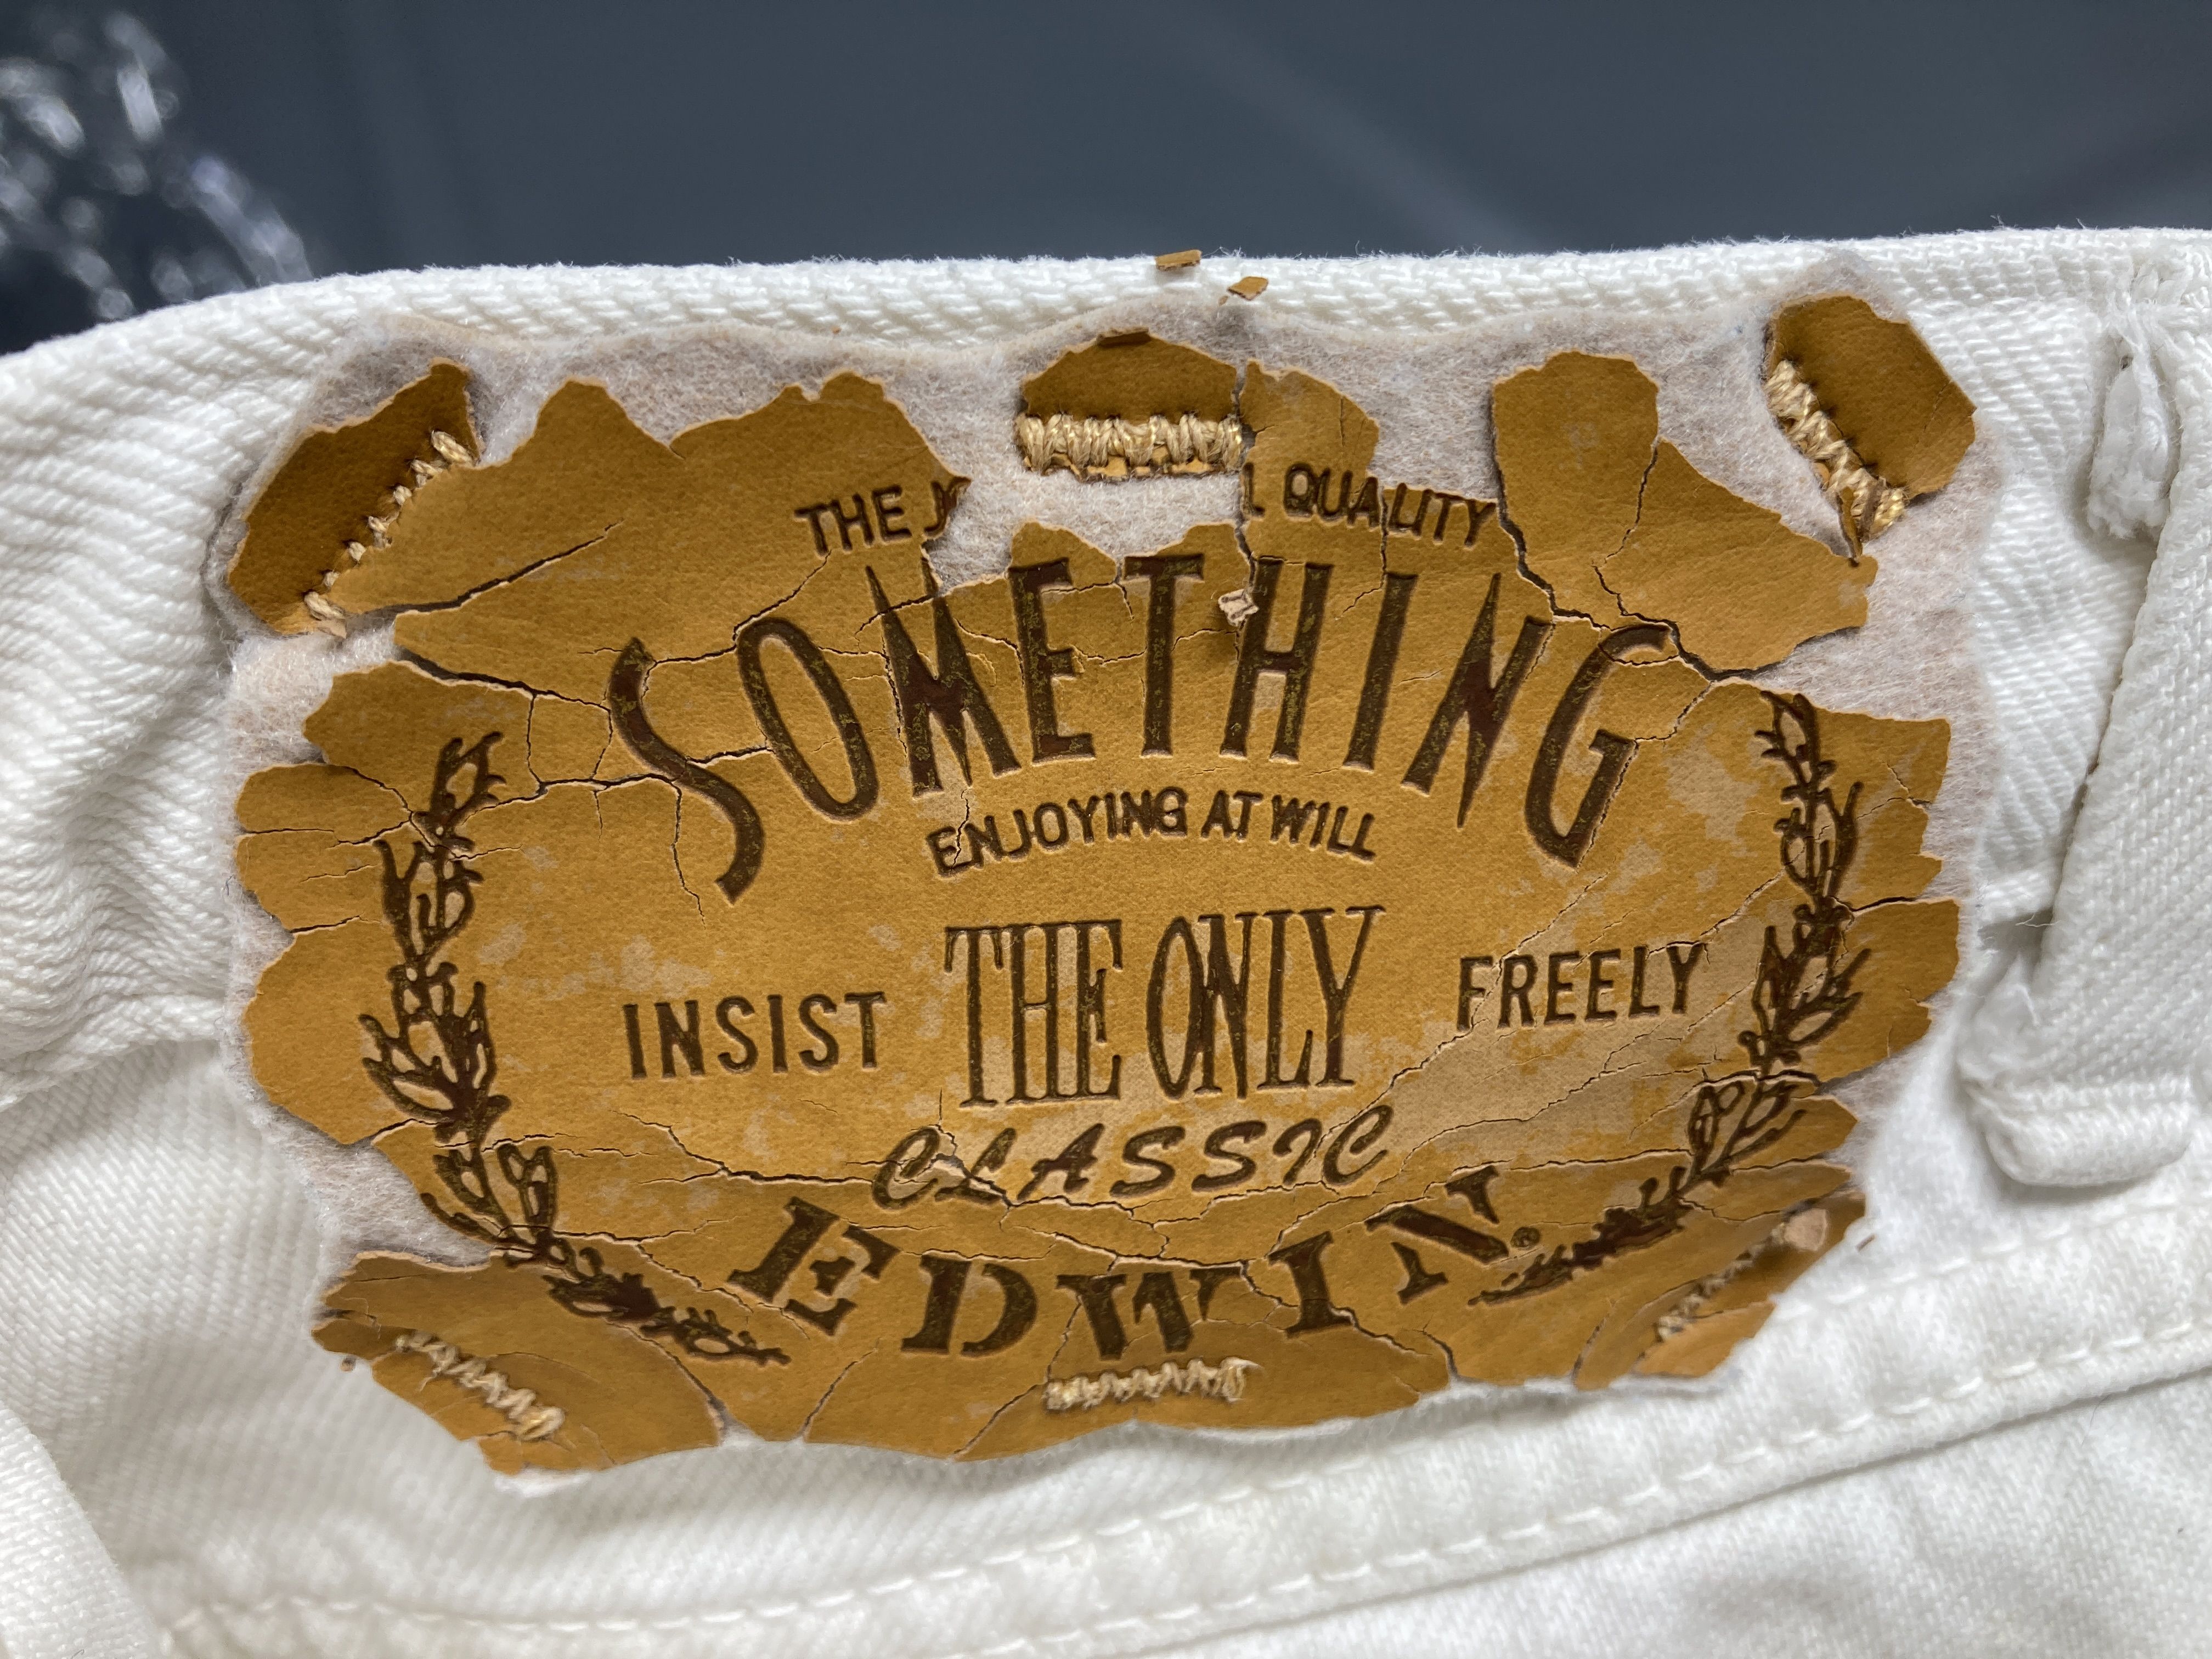 THE
QUALITY
SOMETHING
ENJOYING AT WILL
INSIST THE ONLY FREELY
CLASSIC
EDWIN®